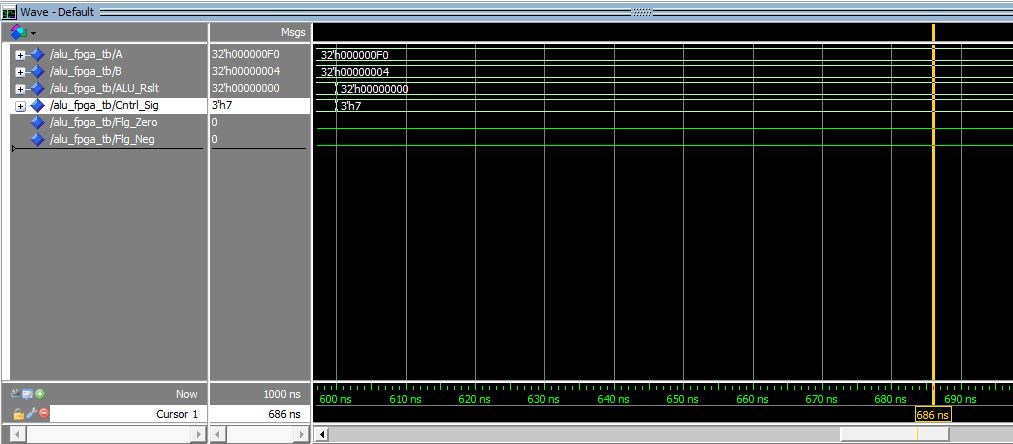 Wave - Default
Msgs
/alu_fpga_tb/A 32'h000000F0 32'h000000F0
/alu_fpga_tb/B 32'h00000004 32'h00000004
/alu_fpga_tb/ALU_Rslt 32'h00000000 32'h00000000
/alu_fpga_tb/Cntrl_Sig 3'h7 3'h7
/alu_fpga_tb/Flg_Zero 0
/alu_fpga_tb/Flg_Neg 0
Now 1000 ns 600 ns 610 ns 620 ns 630 ns 640 ns 650 ns 660 ns 670 ns 680 ns 690 ns
Cursor 1 686 ns 686 ns